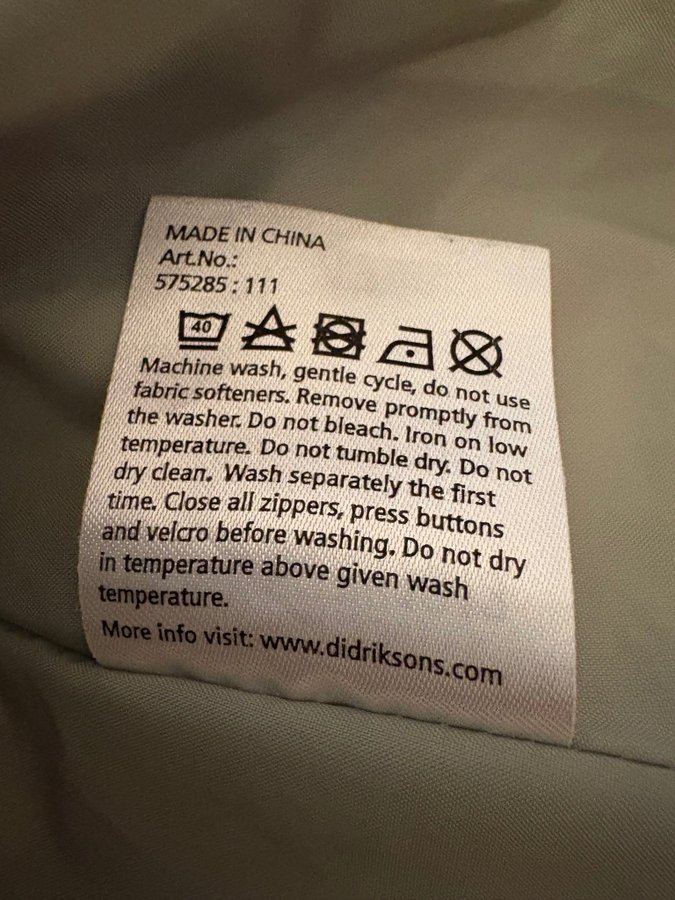 MADE IN CHINA
Art.No.:
575285 : 111
40
Machine wash, gentle cycle, do not use
fabric softeners. Remove promptly from
the washer. Do not bleach. Iron on low
temperature. Do not tumble dry. Do not
dry clean. Wash separately the first
time. Close all zippers, press buttons
and velcro before washing. Do not dry
in temperature above given wash
temperature.
More info visit: www.didriksons.com